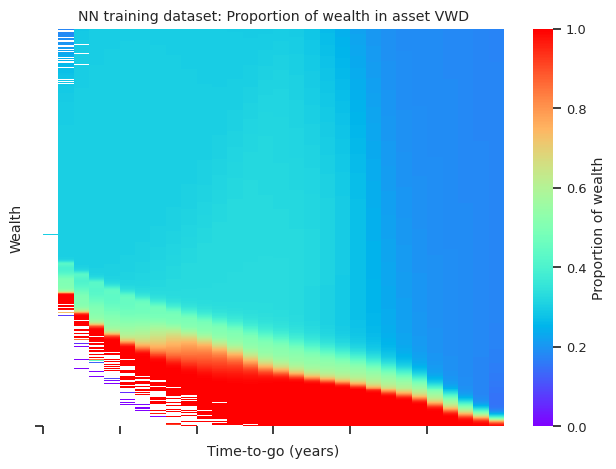 NN training dataset: Proportion of wealth in asset VWD
Wealth
Time-to-go (years)
1.0
0.8
0.6
0.4
0.2
0.0
Proportion of wealth